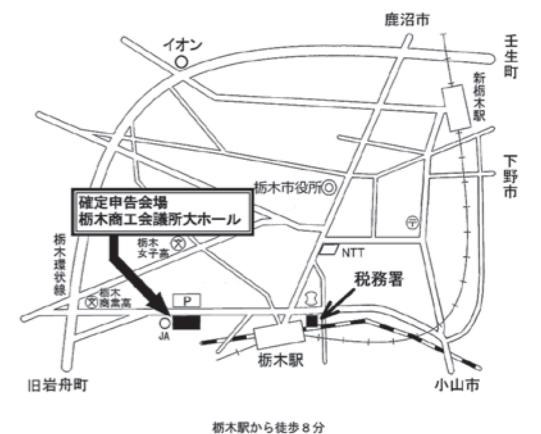 鹿沼市
イオン
壬生町
新栃木駅
下野市
栃木市役所
確定申告会場
栃木商工会議所大ホール
栃木環状線
栃木
女子高
文
〒
NTT
税務署
栃木
商業高
文
P
JA
栃木駅
旧岩舟町
小山市
栃木駅から徒歩8分